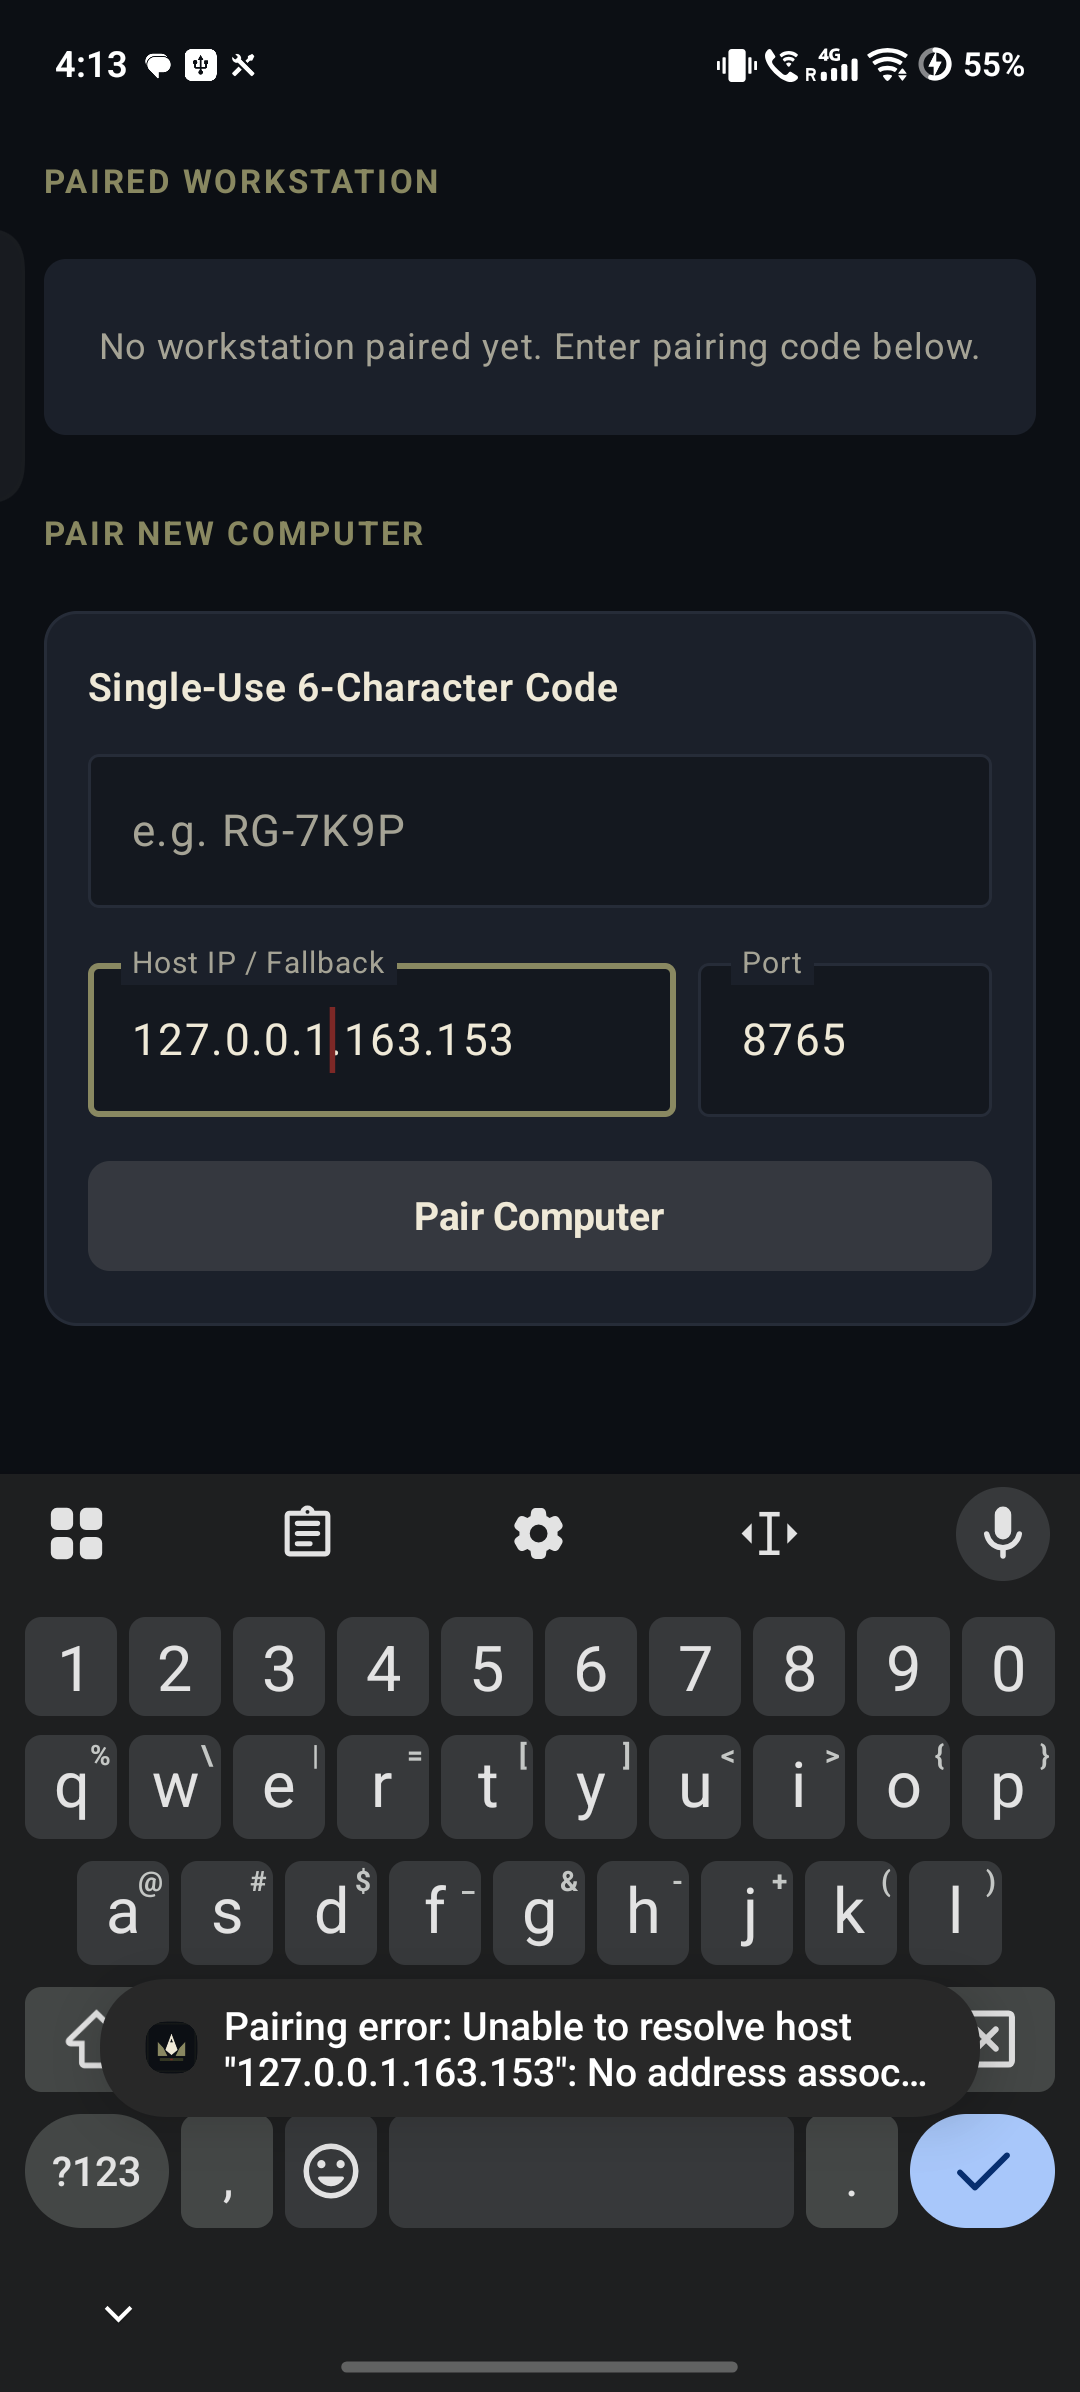 4:13
R 4G 55%
PAIRED WORKSTATION
No workstation paired yet. Enter pairing code below.
PAIR NEW COMPUTER
Single-Use 6-Character Code
e.g. RG-7K9P
Host IP / Fallback
Port
127.0.0.1.163.153
8765
Pair Computer
1 2 3 4 5 6 7 8 9 0
% \ | = [ ] < > { }
q w e r t y u i o p
@ # $ _ & - + ( )
a s d f g h j k l
Pairing error: Unable to resolve host
"127.0.0.1.163.153": No address assoc...
?123 , .